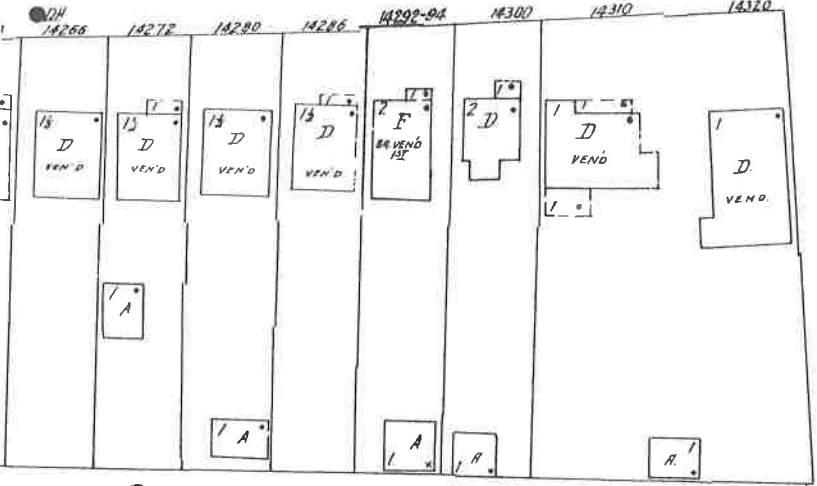 DH
14266 14272 14280 14286 14292-94 14300 14310 14320
1½ D VEN'D
1
1½ D VEN'D
1½ D VEN'D
1
1½ D VEN'D
1
2 F BR. VEN'D 1ST
1
2 D
1
1 D VEN'D
1
1 D. VEN'D.
1 A
1 A
1 A
1 A
1 A.